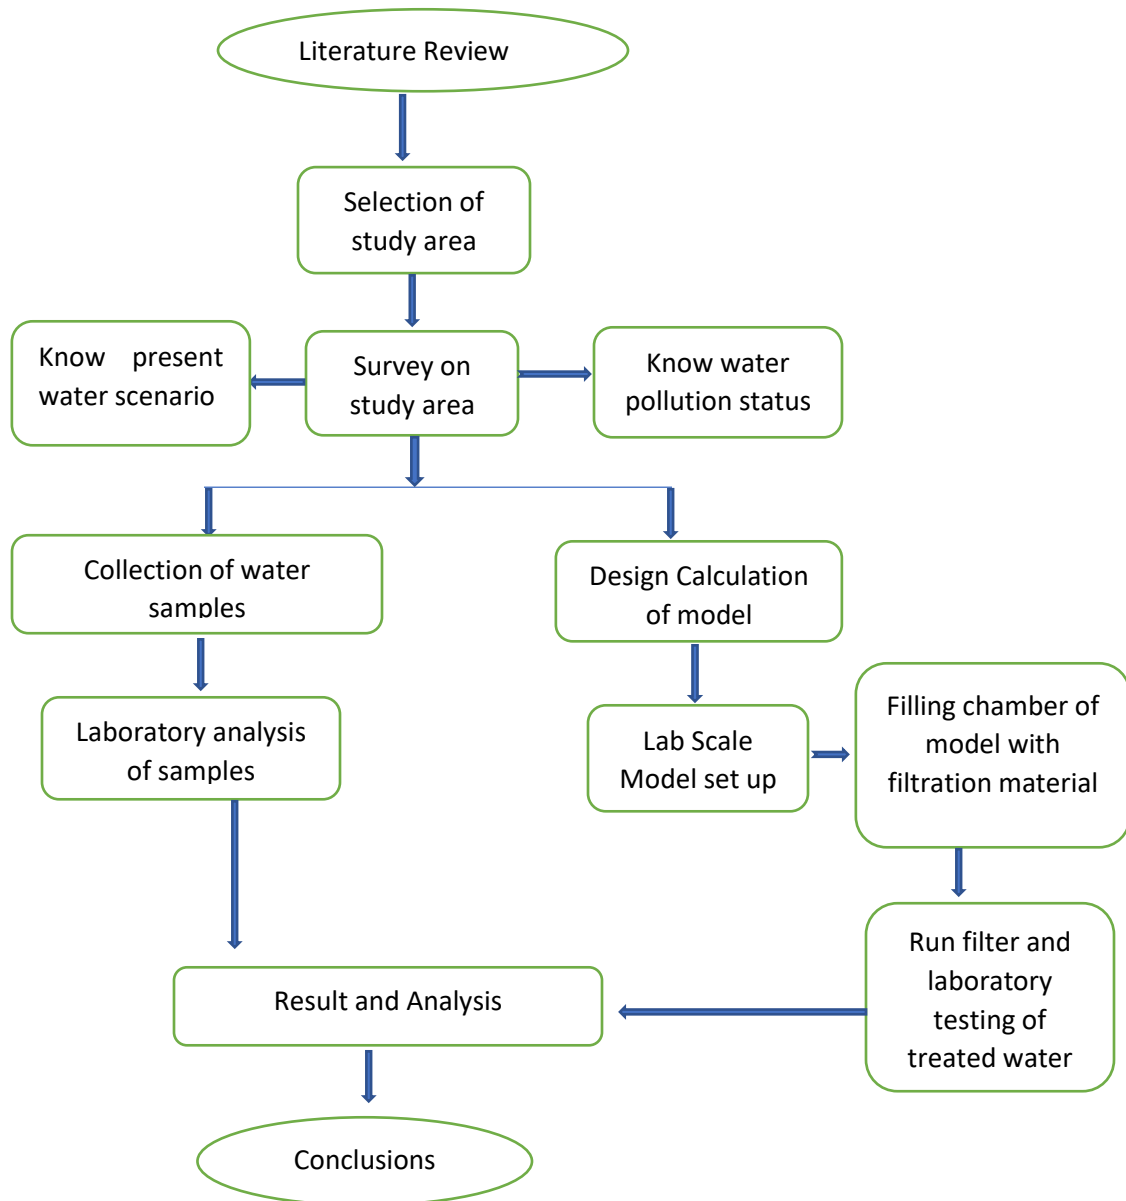 Literature Review
Selection of
study area
Know present
water scenario
Survey on
study area
Know water
pollution status
Collection of water
samples
Design Calculation
of model
Laboratory analysis
of samples
Lab Scale
Model set up
Filling chamber of
model with
filtration material
Run filter and
laboratory
testing of
treated water
Result and Analysis
Conclusions